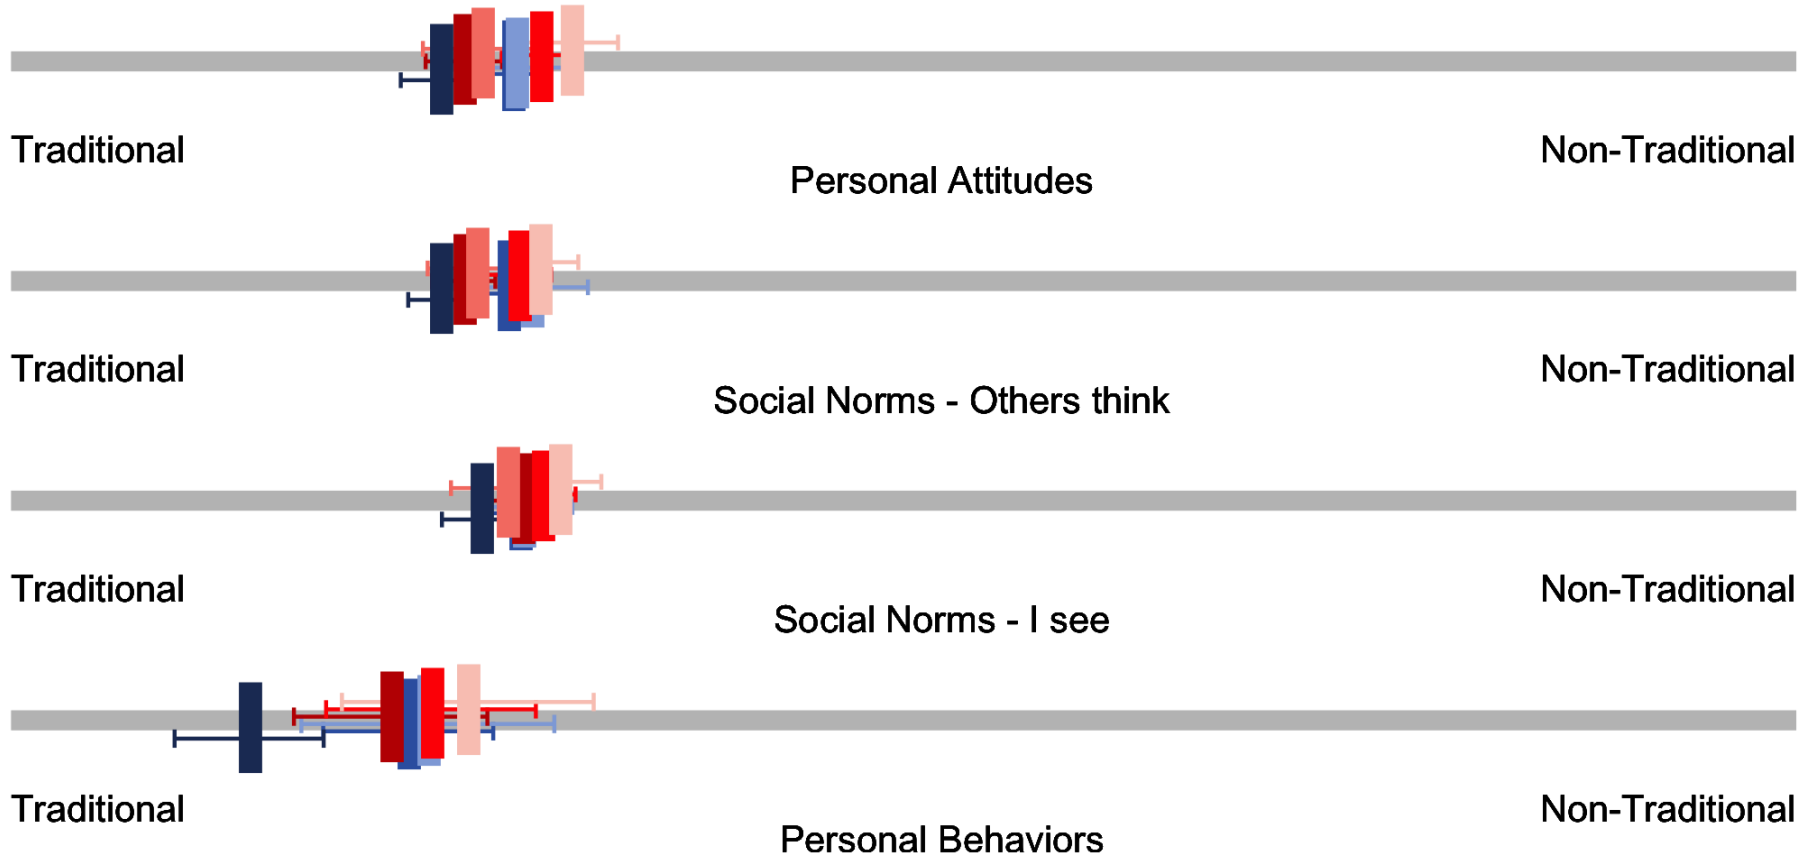 Traditional
Non-Traditional
Personal Attitudes
Traditional
Non-Traditional
Social Norms - Others think
Traditional
Non-Traditional
Social Norms - I see
Traditional
Non-Traditional
Personal Behaviors